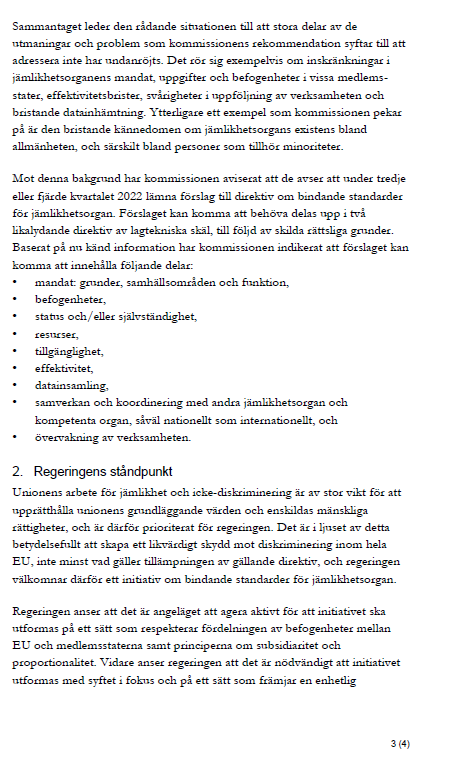 Sammantaget leder den rådande situationen till att stora delar av de
utmaningar och problem som kommissionens rekommendation syftar till att
adressera inte har undanröjts. Det rör sig exempelvis om inskränkningar i
jämlikhetsorganens mandat, uppgifter och befogenheter i vissa medlems-
stater, effektivitetsbrister, svårigheter i uppföljning av verksamheten och
bristande datainhämtning. Ytterligare ett exempel som kommissionen pekar
på är den bristande kännedomen om jämlikhetsorgans existens bland
allmänheten, och särskilt bland personer som tillhör minoriteter.
Mot denna bakgrund har kommissionen aviserat att de avser att under tredje
eller fjärde kvartalet 2022 lämna förslag till direktiv om bindande standarder
för jämlikhetsorgan. Förslaget kan komma att behöva delas upp i två
likalydande direktiv av lagtekniska skäl, till följd av skilda rättsliga grunder.
Baserat på nu känd information har kommissionen indikerat att förslaget kan
komma att innehålla följande delar:
• mandat: grunder, samhällsområden och funktion,
• befogenheter,
• status och/eller självständighet,
• resurser,
• tillgänglighet,
• effektivitet,
• datainsamling,
• samverkan och koordinering med andra jämlikhetsorgan och
kompetenta organ, såväl nationellt som internationellt, och
• övervakning av verksamheten.
2. Regeringens ståndpunkt
Unionens arbete för jämlikhet och icke-diskriminering är av stor vikt för att
upprätthålla unionens grundläggande värden och enskildas mänskliga
rättigheter, och är därför prioriterat för regeringen. Det är i ljuset av detta
betydelsefullt att skapa ett likvärdigt skydd mot diskriminering inom hela
EU, inte minst vad gäller tillämpningen av gällande direktiv, och regeringen
välkomnar därför ett initiativ om bindande standarder för jämlikhetsorgan.
Regeringen anser att det är angeläget att agera aktivt för att initiativet ska
utformas på ett sätt som respekterar fördelningen av befogenheter mellan
EU och medlemsstaterna samt principerna om subsidiaritet och
proportionalitet. Vidare anser regeringen att det är nödvändigt att initiativet
utformas med syftet i fokus och på ett sätt som främjar en enhetlig
3 (4)